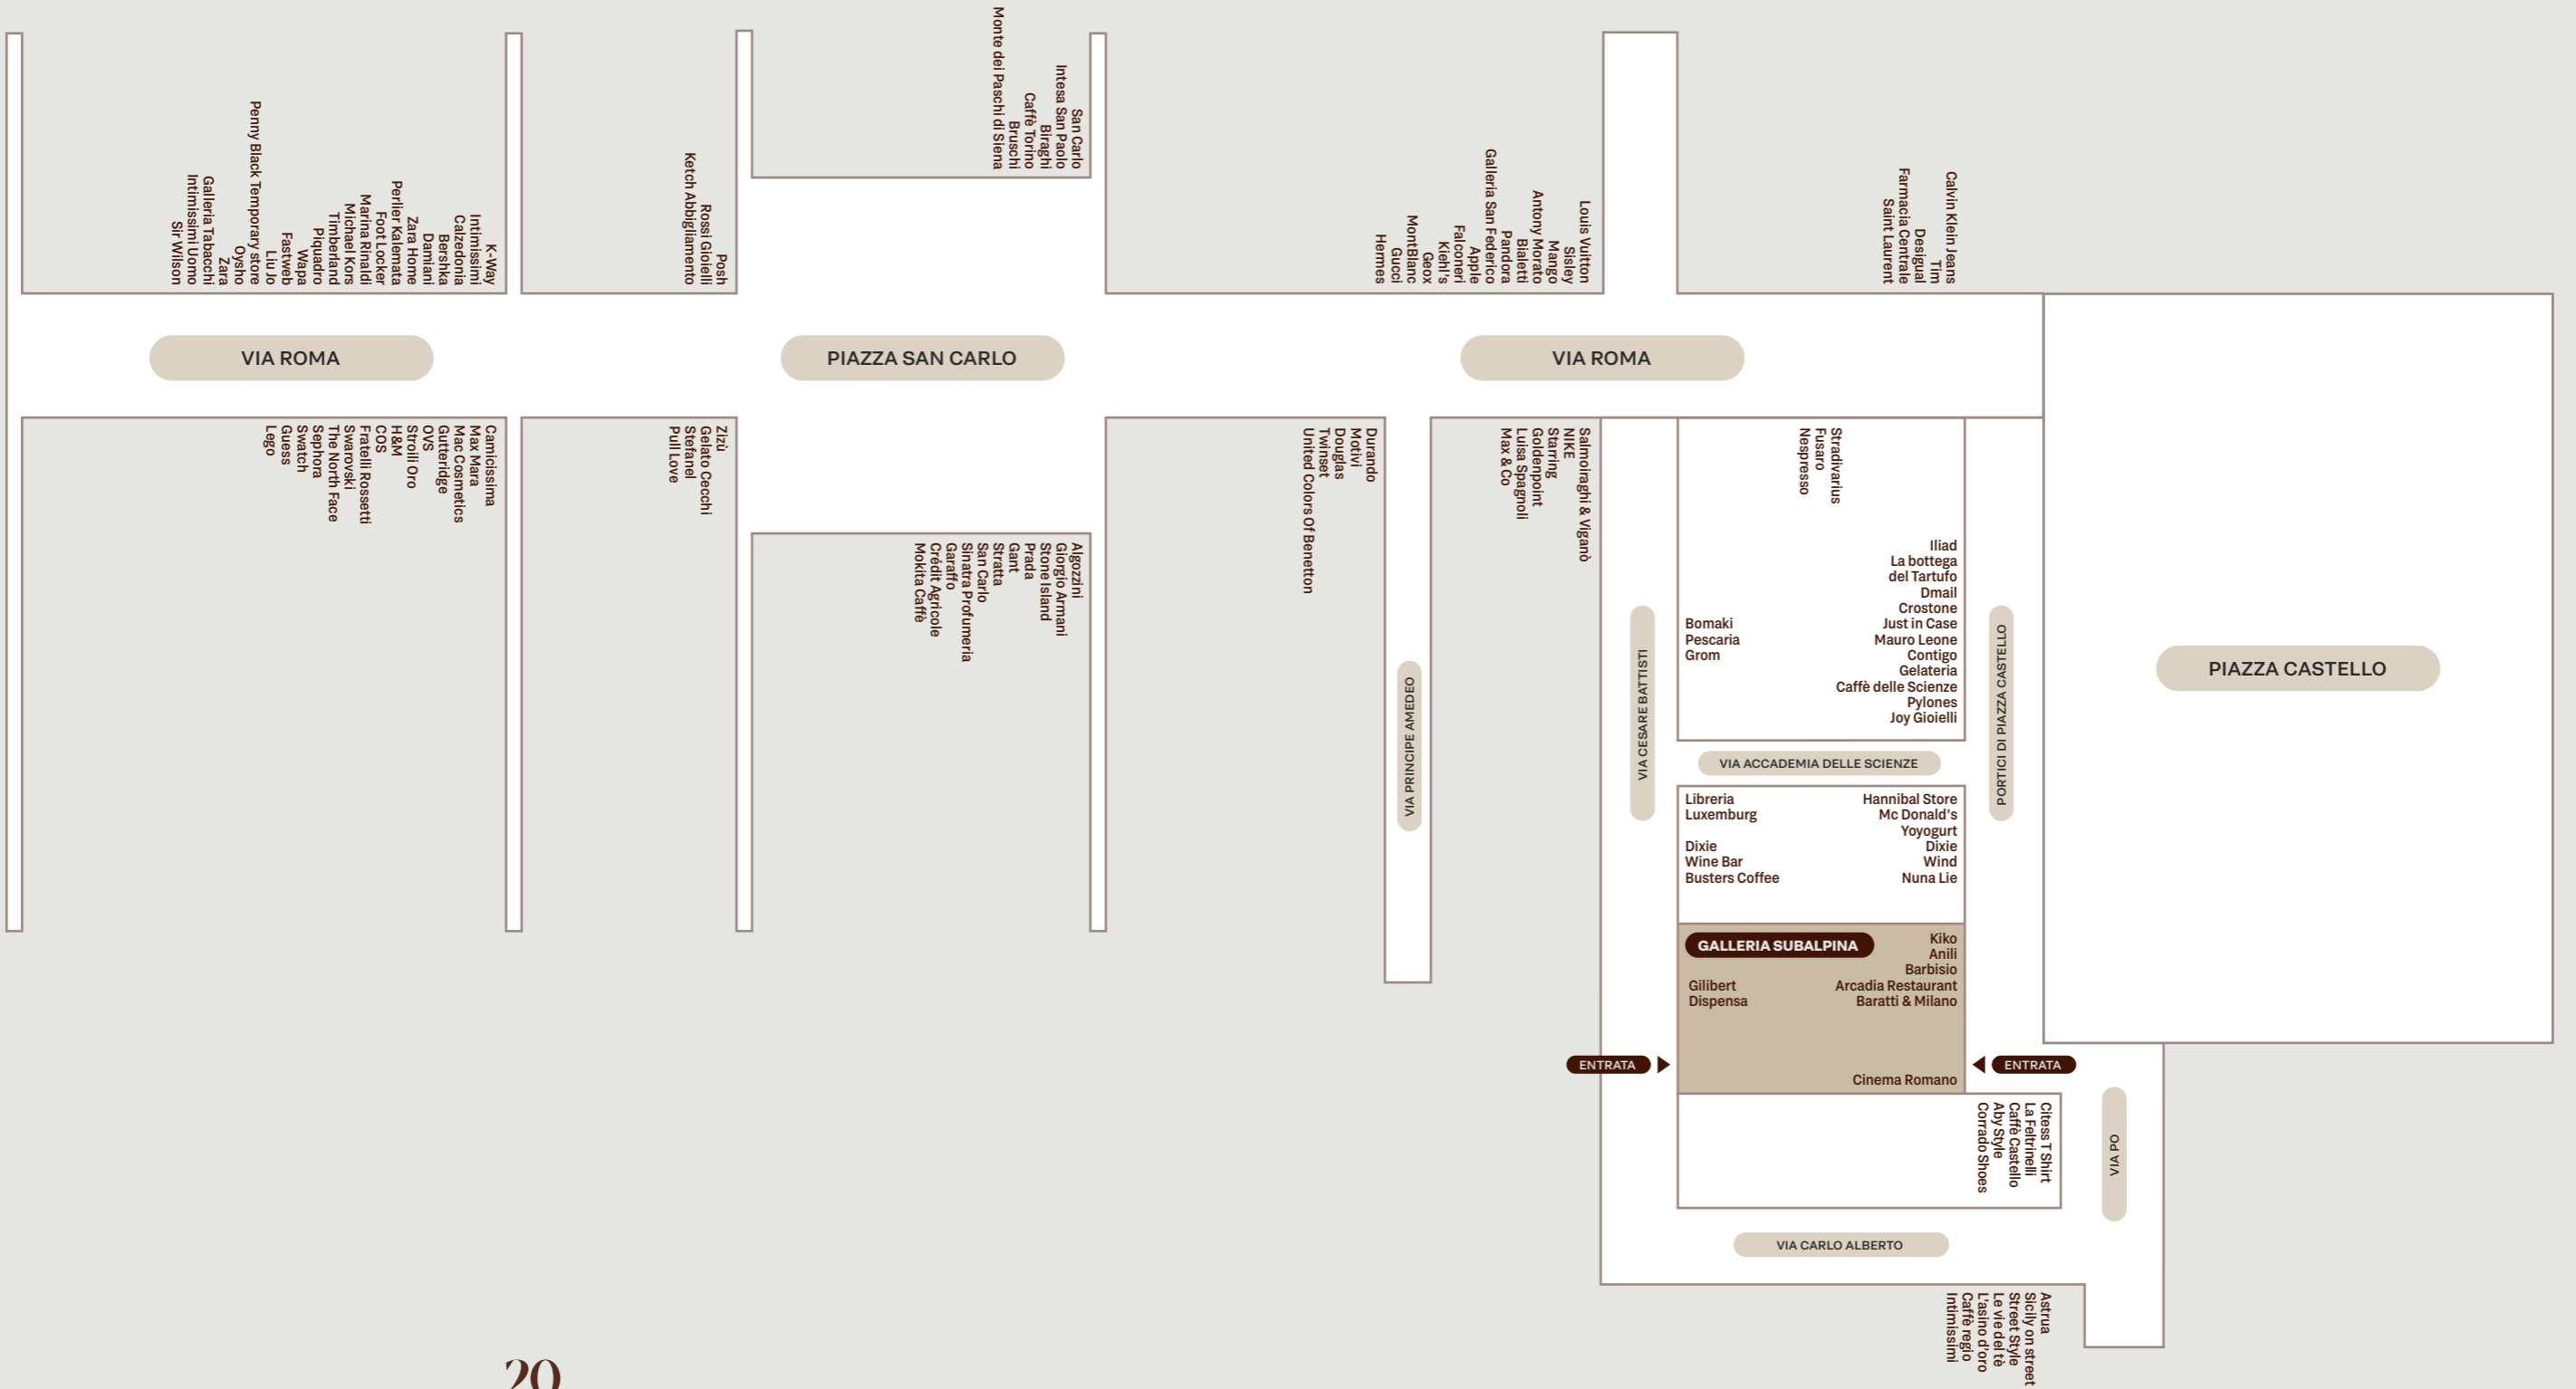 Sir Wilson
Intimissimi Uomo
Galleria Tabacchi
Zara
Oysho
Penny Black Temporary store
Liu Jo
Fastweb
Wapa
Piquadro
Timberland
Michael Kors
Marina Rinaldi
Foot Locker
Perlier Kalemata
Zara Home
Damiani
Bershka
Calzedonia
Intimissimi
K-Way
Ketch Abbigliamento
Rossi Gioielli
Posh
Monte dei Paschi di Siena
Bruschi
Caffè Torino
Biraghi
Intesa San Paolo
San Carlo
Hermes
Gucci
MontBlanc
Geox
Kiehl's
Falconeri
Apple
Galleria San Federico
Pandora
Antony Morato
Bialetti
Mango
Sisley
Louis Vuitton
Saint Laurent
Farmacia Centrale
Desigual
Tim
Calvin Klein Jeans
VIA ROMA
PIAZZA SAN CARLO
VIA ROMA
Lego
Guess
Swatch
Sephora
The North Face
Swarovski
Fratelli Rossetti
COS
H&M
Stroili Oro
OVS
Gutteridge
Mac Cosmetics
Max Mara
Camicissima
Pull Love
Stefanel
Gelato Cecchi
Zizù
Mokita Caffè
Crédit Agricole
Garaffo
Sinatra Profumeria
San Carlo
Stratta
Gant
Prada
Stone Island
Giorgio Armani
Algozzini
United Colors Of Benetton
Twinset
Douglas
Motivi
Durando
VIA PRINCIPE AMEDEO
Max & Co
Luisa Spagnoli
Goldenpoint
Starring
NIKE
Salmoiraghi & Viganò
VIA CESARE BATTISTI
Nespresso
Fusaro
Stradivarius
Iliad
La bottega
del Tartufo
Dmail
Crostone
Just in Case
Mauro Leone
Contigo
Gelateria
Caffè delle Scienze
Pylones
Joy Gioielli
Bomaki
Pescaria
Grom
PORTICI DI PIAZZA CASTELLO
PIAZZA CASTELLO
VIA ACCADEMIA DELLE SCIENZE
Libreria
Luxemburg
Dixie
Wine Bar
Busters Coffee
Hannibal Store
Mc Donald's
Yoyogurt
Dixie
Wind
Nuna Lie
GALLERIA SUBALPINA
Kiko
Anili
Barbisio
Arcadia Restaurant
Baratti & Milano
Gilibert
Dispensa
ENTRATA
ENTRATA
Cinema Romano
Corrado Shoes
Aby Style
Caffè Castello
La Feltrinelli
Citess T Shirt
VIA PO
VIA CARLO ALBERTO
Intimissimi
Caffè regio
L'asino d'oro
Le vie del tè
Street Style
Sicily on street
Astrua
20